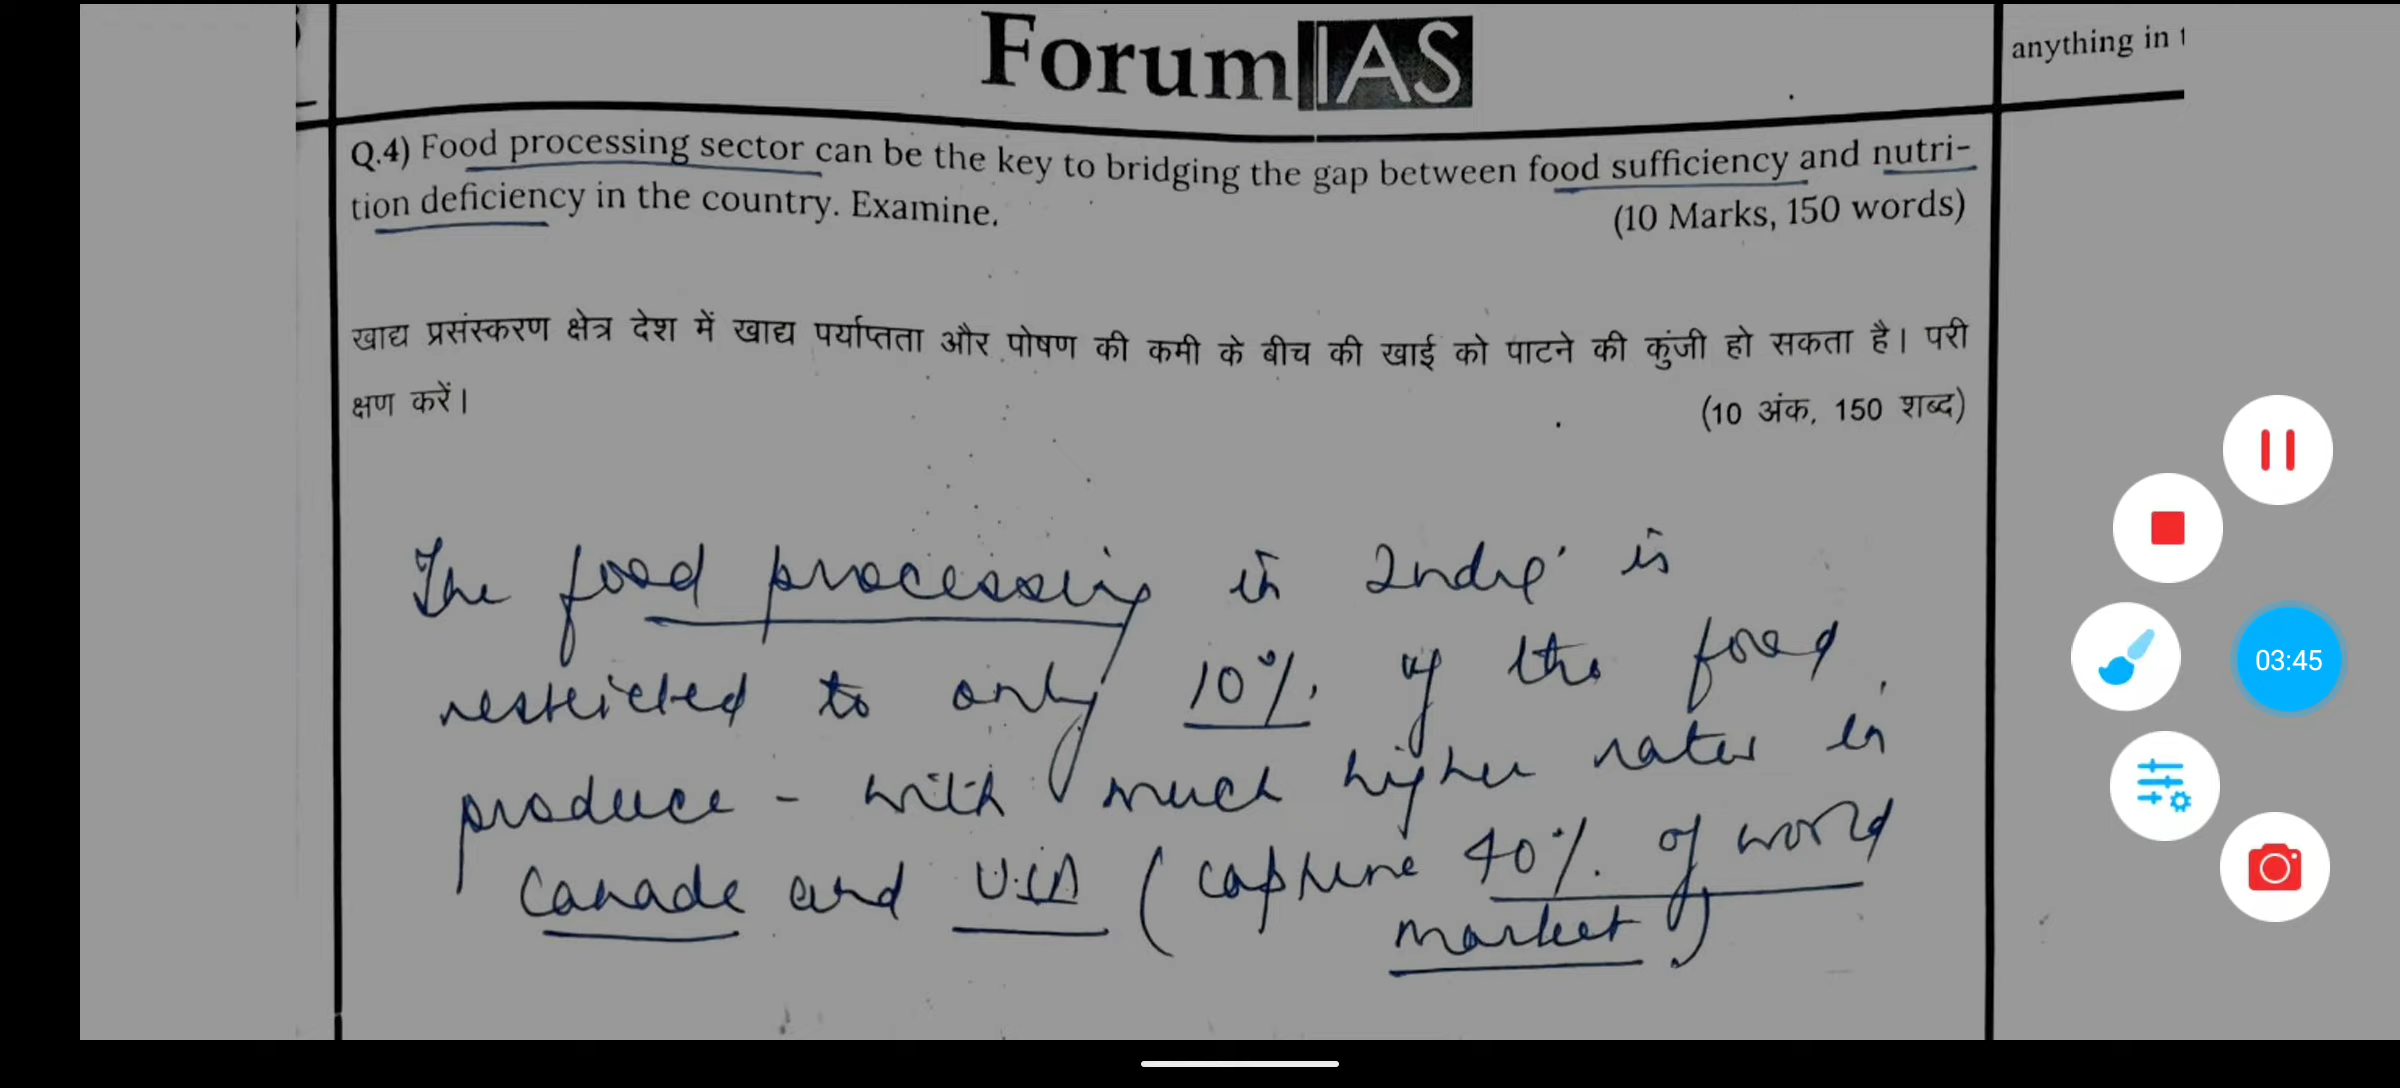 Forum IAS
anything in
Q.4) Food processing sector can be the key to bridging the gap between food sufficiency and nutri-
tion deficiency in the country. Examine.
(10 Marks, 150 words)
खाद्य प्रसंस्करण क्षेत्र देश में खाद्य पर्याप्तता और पोषण की कमी के बीच की खाई को पाटने की कुंजी हो सकता है। परी
क्षण करें।
(10 अंक, 150 शब्द)
The food processing in India is
restricted to only 10% of the food
produce - with much higher rates in
Canada and USA (capture 40% of world
market)
03:45